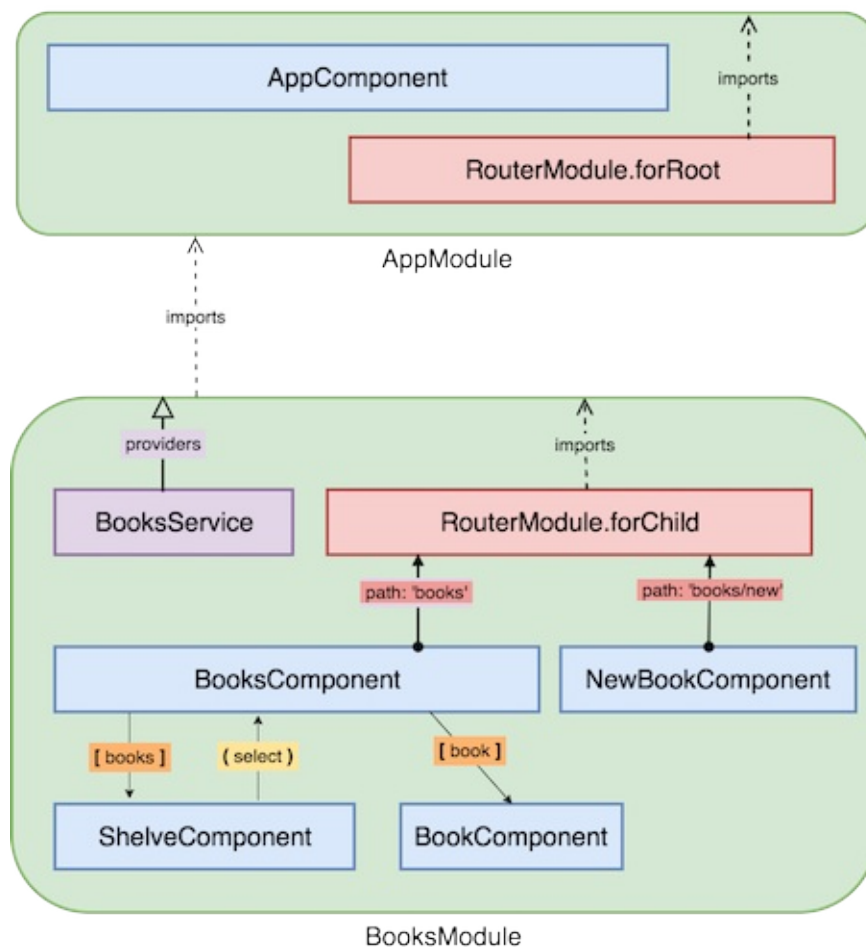 AppComponent
imports
RouterModule.forRoot
AppModule
imports
providers
imports
BooksService
RouterModule.forChild
path: 'books'
path: 'books/new'
BooksComponent
NewBookComponent
[ books ]
( select )
[ book ]
ShelveComponent
BookComponent
BooksModule